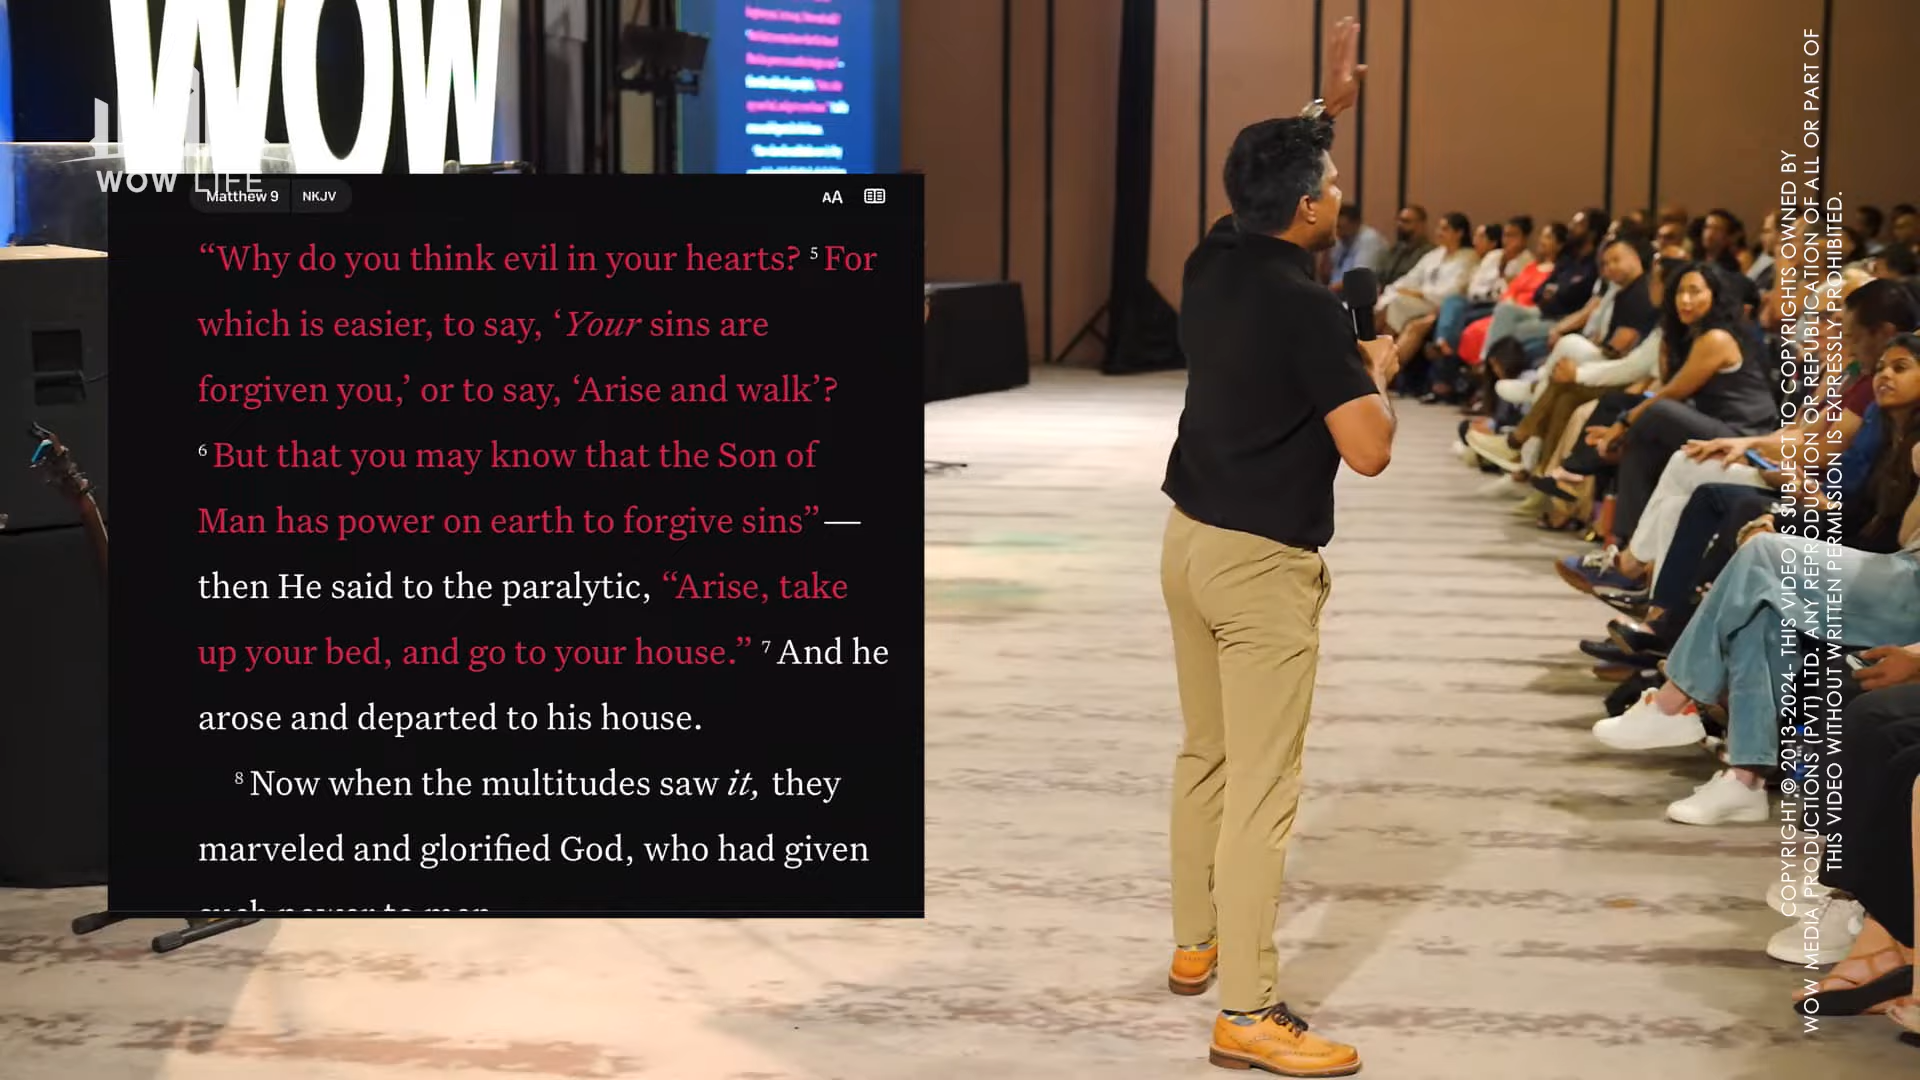 WOW
WOW LIFE
Matthew 9 NKJV AA
“Why do you think evil in your hearts? 5 For
which is easier, to say, ‘Your sins are
forgiven you,’ or to say, ‘Arise and walk’?
6 But that you may know that the Son of
Man has power on earth to forgive sins”—
then He said to the paralytic, “Arise, take
up your bed, and go to your house.” 7 And he
arose and departed to his house.
8 Now when the multitudes saw it, they
marveled and glorified God, who had given
such power to men.
COPYRIGHT © 2013-2024- THIS VIDEO IS SUBJECT TO COPYRIGHTS OWNED BY
WOW MEDIA PRODUCTIONS (PVT) LTD. ANY REPRODUCTION OR REPUBLICATION OF ALL OR PART OF
THIS VIDEO WITHOUT WRITTEN PERMISSION IS EXPRESSLY PROHIBITED.